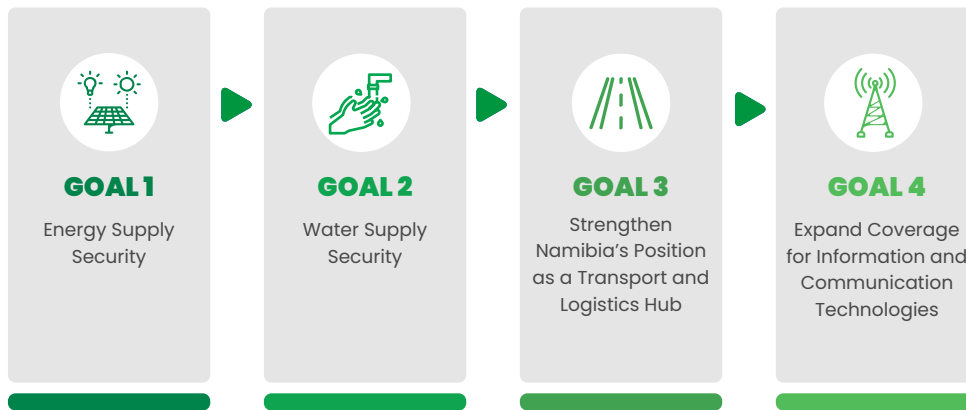 GOAL 1
Energy Supply
Security
GOAL 2
Water Supply
Security
GOAL 3
Strengthen
Namibia’s Position
as a Transport and
Logistics Hub
GOAL 4
Expand Coverage
for Information and
Communication
Technologies